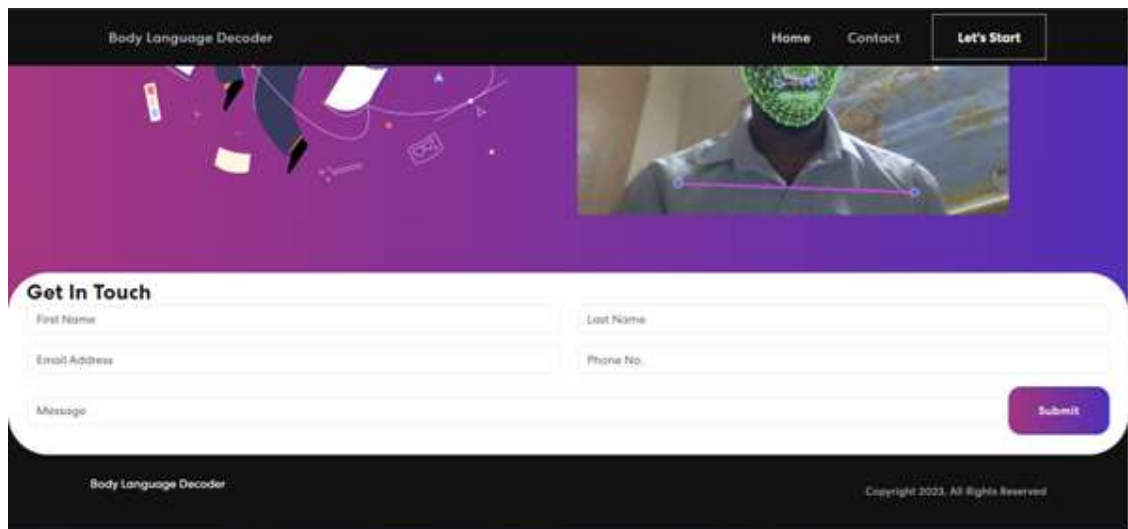 Body Language Decoder
Home Contact Let's Start
Get In Touch
First Name Last Name
Email Address Phone No.
Message Submit
Body Language Decoder
Copyright 2023. All Rights Reserved